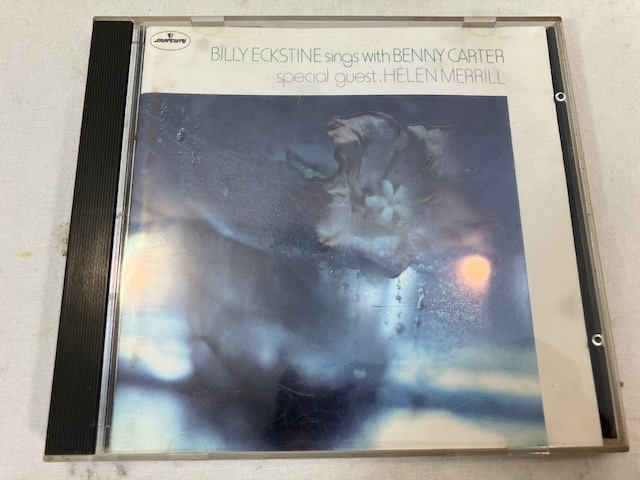 mercury
BILLY ECKSTINE sings with BENNY CARTER
special guest: HELEN MERRILL